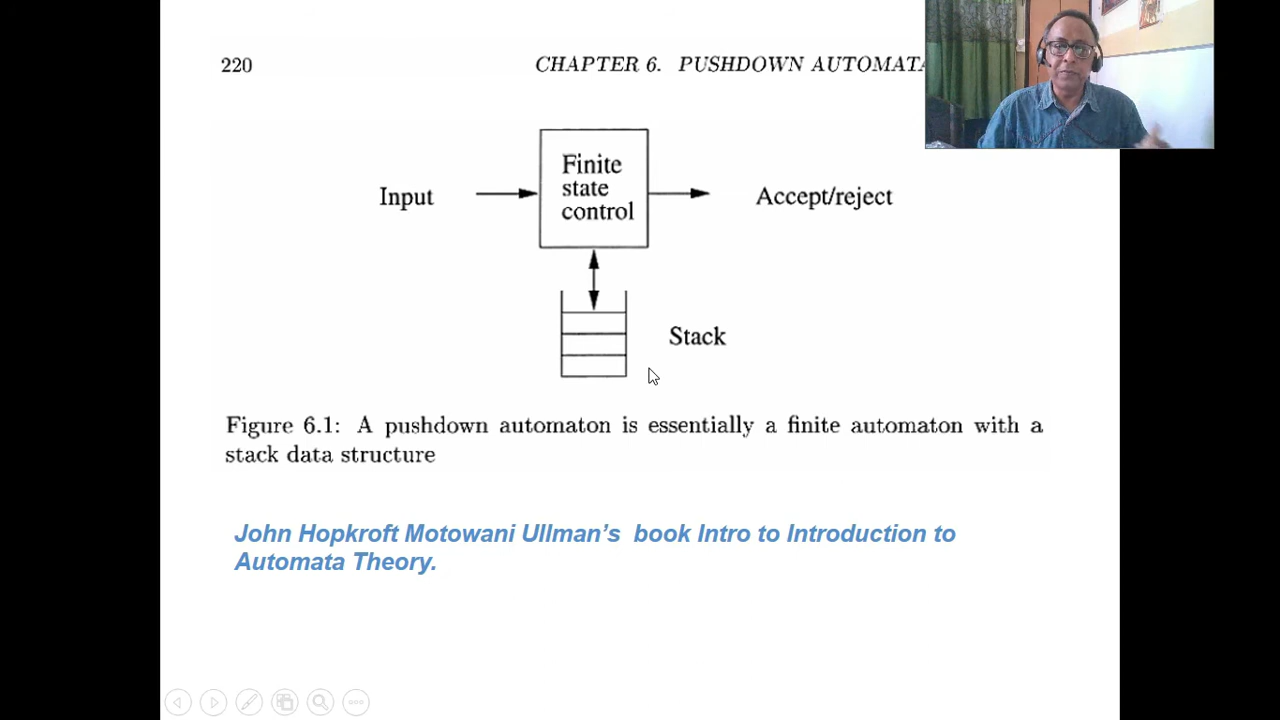 220
CHAPTER 6. PUSHDOWN AUTOMATA
Finite
state
control
Input
Accept/reject
Stack
Figure 6.1: A pushdown automaton is essentially a finite automaton with a
stack data structure
John Hopkroft Motowani Ullman’s book Intro to Introduction to
Automata Theory.